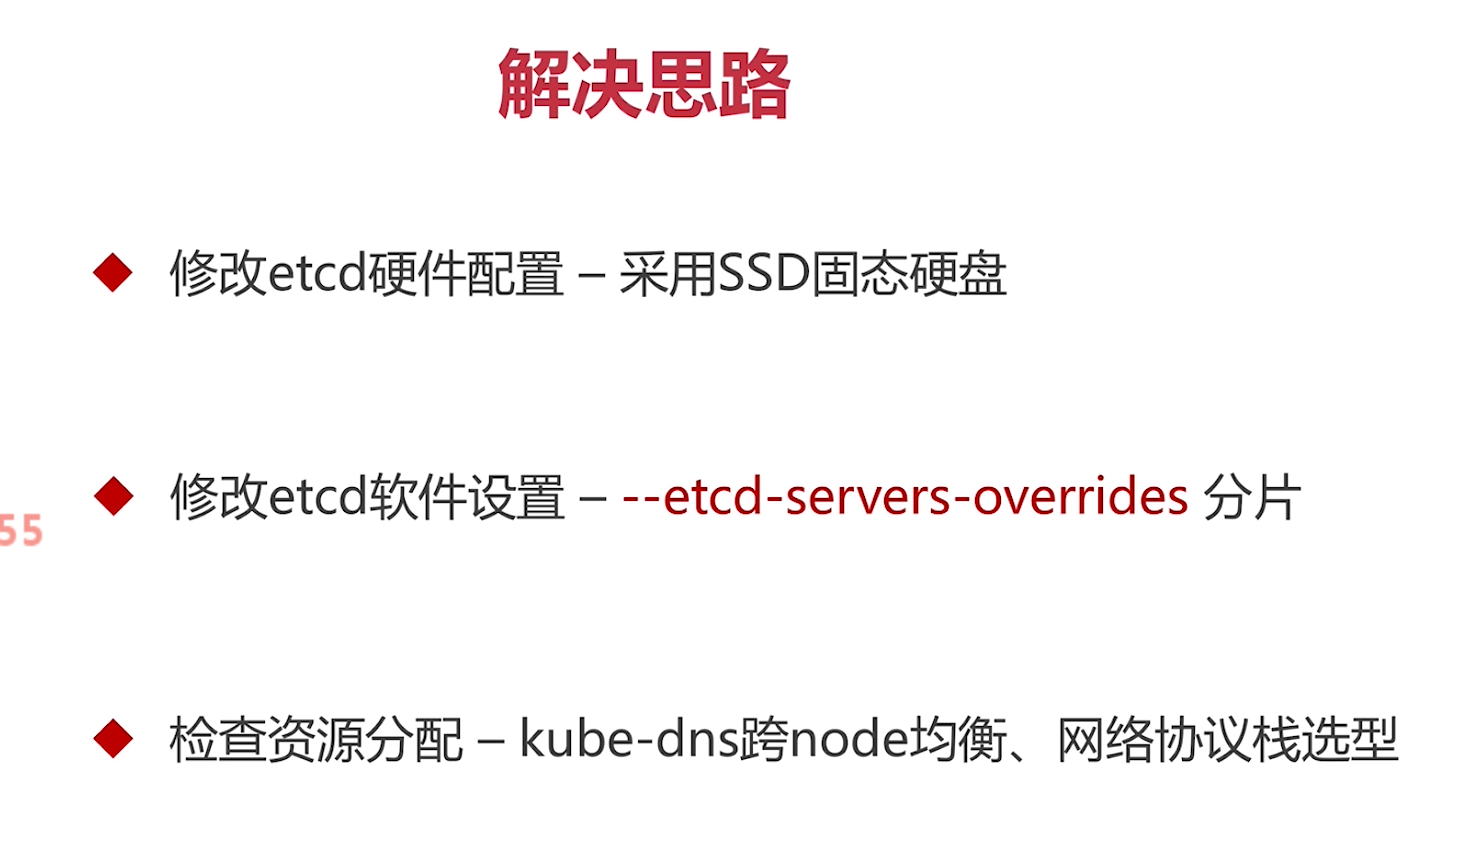 解决思路
修改etcd硬件配置 – 采用SSD固态硬盘
修改etcd软件设置 – --etcd-servers-overrides 分片
55
检查资源分配 – kube-dns跨node均衡、网络协议栈选型